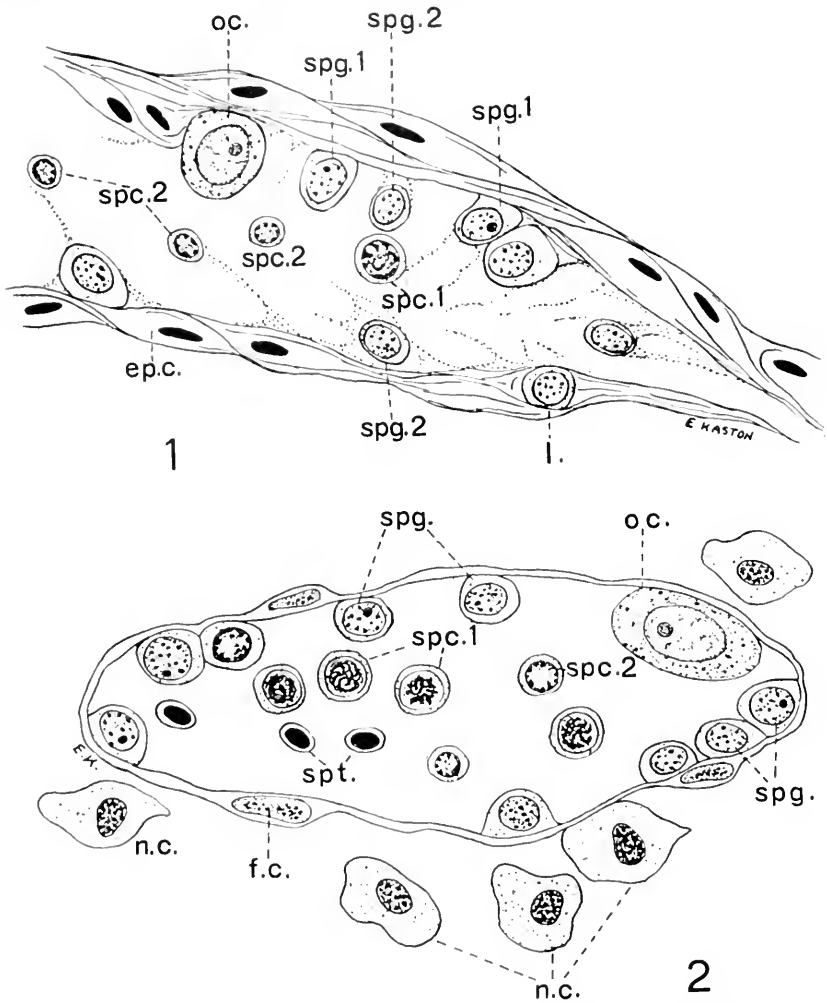 oc.
spg.2
spg.1
spg.1
spc.2
spc.2
spc.1
ep.c.
spg.2
l.
E KASTON
1
spg.
oc.
spc.1
spc.2
E.K.
spt.
spg.
n.c.
f.c.
n.c.
2